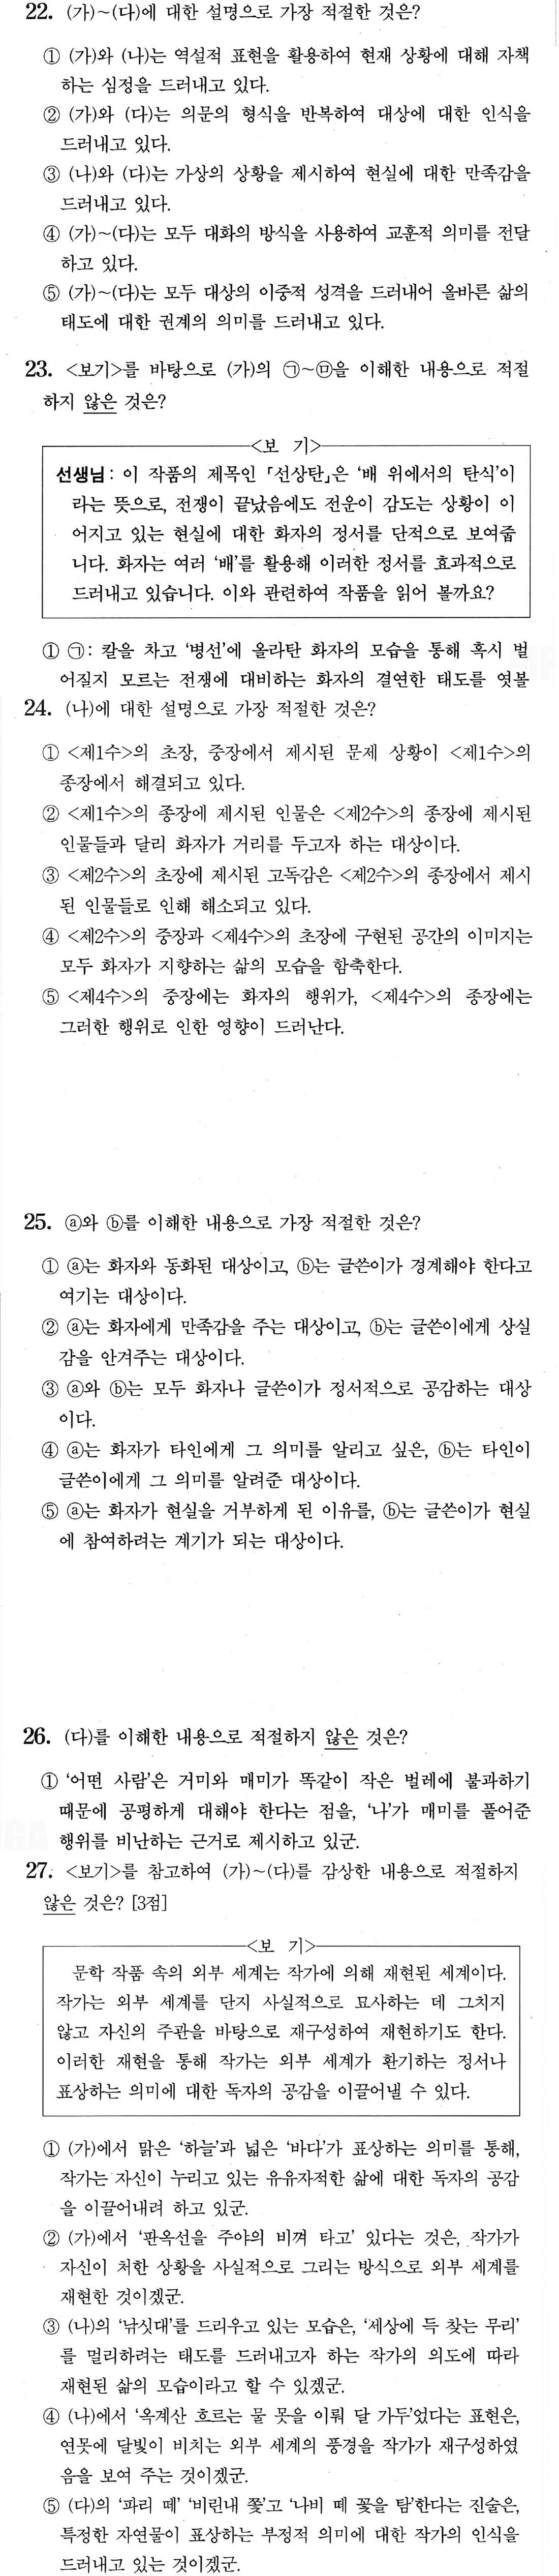 22. (가)~(다)에 대한 설명으로 가장 적절한 것은?
① (가)와 (나)는 역설적 표현을 활용하여 현재 상황에 대해 자책
하는 심정을 드러내고 있다.
② (가)와 (다)는 의문의 형식을 반복하여 대상에 대한 인식을
드러내고 있다.
③ (나)와 (다)는 가상의 상황을 제시하여 현실에 대한 만족감을
드러내고 있다.
④ (가)~(다)는 모두 대화의 방식을 사용하여 교훈적 의미를 전달
하고 있다.
⑤ (가)~(다)는 모두 대상의 이중적 성격을 드러내어 올바른 삶의
태도에 대한 권계의 의미를 드러내고 있다.
23. <보기>를 바탕으로 (가)의 ㉠~㉤을 이해한 내용으로 적절
하지 않은 것은?
<보 기>
선생님: 이 작품의 제목인 「선상탄」은 ‘배 위에서의 탄식’이
라는 뜻으로, 전쟁이 끝났음에도 전운이 감도는 상황이 이
어지고 있는 현실에 대한 화자의 정서를 단적으로 보여줍
니다. 화자는 여러 ‘배’를 활용해 이러한 정서를 효과적으로
드러내고 있습니다. 이와 관련하여 작품을 읽어 볼까요?
① ㉠: 칼을 차고 ‘병선’에 올라탄 화자의 모습을 통해 혹시 벌
어질지 모르는 전쟁에 대비하는 화자의 결연한 태도를 엿볼
24. (나)에 대한 설명으로 가장 적절한 것은?
① <제1수>의 초장, 중장에서 제시된 문제 상황이 <제1수>의
종장에서 해결되고 있다.
② <제1수>의 종장에 제시된 인물은 <제2수>의 종장에 제시된
인물들과 달리 화자가 거리를 두고자 하는 대상이다.
③ <제2수>의 초장에 제시된 고독감은 <제2수>의 종장에서 제시
된 인물들로 인해 해소되고 있다.
④ <제2수>의 중장과 <제4수>의 초장에 구현된 공간의 이미지는
모두 화자가 지향하는 삶의 모습을 함축한다.
⑤ <제4수>의 중장에는 화자의 행위가, <제4수>의 종장에는
그러한 행위로 인한 영향이 드러난다.
25. ⓐ와 ⓑ를 이해한 내용으로 가장 적절한 것은?
① ⓐ는 화자와 동화된 대상이고, ⓑ는 글쓴이가 경계해야 한다고
여기는 대상이다.
② ⓐ는 화자에게 만족감을 주는 대상이고, ⓑ는 글쓴이에게 상실
감을 안겨주는 대상이다.
③ ⓐ와 ⓑ는 모두 화자나 글쓴이가 정서적으로 공감하는 대상
이다.
④ ⓐ는 화자가 타인에게 그 의미를 알리고 싶은, ⓑ는 타인이
글쓴이에게 그 의미를 알려준 대상이다.
⑤ ⓐ는 화자가 현실을 거부하게 된 이유를, ⓑ는 글쓴이가 현실
에 참여하려는 계기가 되는 대상이다.
26. (다)를 이해한 내용으로 적절하지 않은 것은?
① ‘어떤 사람’은 거미와 매미가 똑같이 작은 벌레에 불과하기
때문에 공평하게 대해야 한다는 점을, ‘나’가 매미를 풀어준
행위를 비난하는 근거로 제시하고 있군.
27. <보기>를 참고하여 (가)~(다)를 감상한 내용으로 적절하지
않은 것은? [3점]
<보 기>
문학 작품 속의 외부 세계는 작가에 의해 재현된 세계이다.
작가는 외부 세계를 단지 사실적으로 묘사하는 데 그치지
않고 자신의 주관을 바탕으로 재구성하여 재현하기도 한다.
이러한 재현을 통해 작가는 외부 세계가 환기하는 정서나
표상하는 의미에 대한 독자의 공감을 이끌어낼 수 있다.
① (가)에서 맑은 ‘하늘’과 넓은 ‘바다’가 표상하는 의미를 통해,
작가는 자신이 누리고 있는 유유자적한 삶에 대한 독자의 공감
을 이끌어내려 하고 있군.
② (가)에서 ‘판옥선을 주야의 비껴 타고’ 있다는 것은, 작가가
자신이 처한 상황을 사실적으로 그리는 방식으로 외부 세계를
재현한 것이겠군.
③ (나)의 ‘낚싯대’를 드리우고 있는 모습은, ‘세상에 득 찾는 무리’
를 멀리하려는 태도를 드러내고자 하는 작가의 의도에 따라
재현된 삶의 모습이라고 할 수 있겠군.
④ (나)에서 ‘옥계산 흐르는 물 못을 이뤄 달 가두’었다는 표현은,
연못에 달빛이 비치는 외부 세계의 풍경을 작가가 재구성하였
음을 보여 주는 것이겠군.
⑤ (다)의 ‘파리 떼’ ‘비린내 쫓’고 ‘나비 떼 꽃을 탐’한다는 진술은,
특정한 자연물이 표상하는 부정적 의미에 대한 작가의 인식을
드러내고 있는 것이겠군.